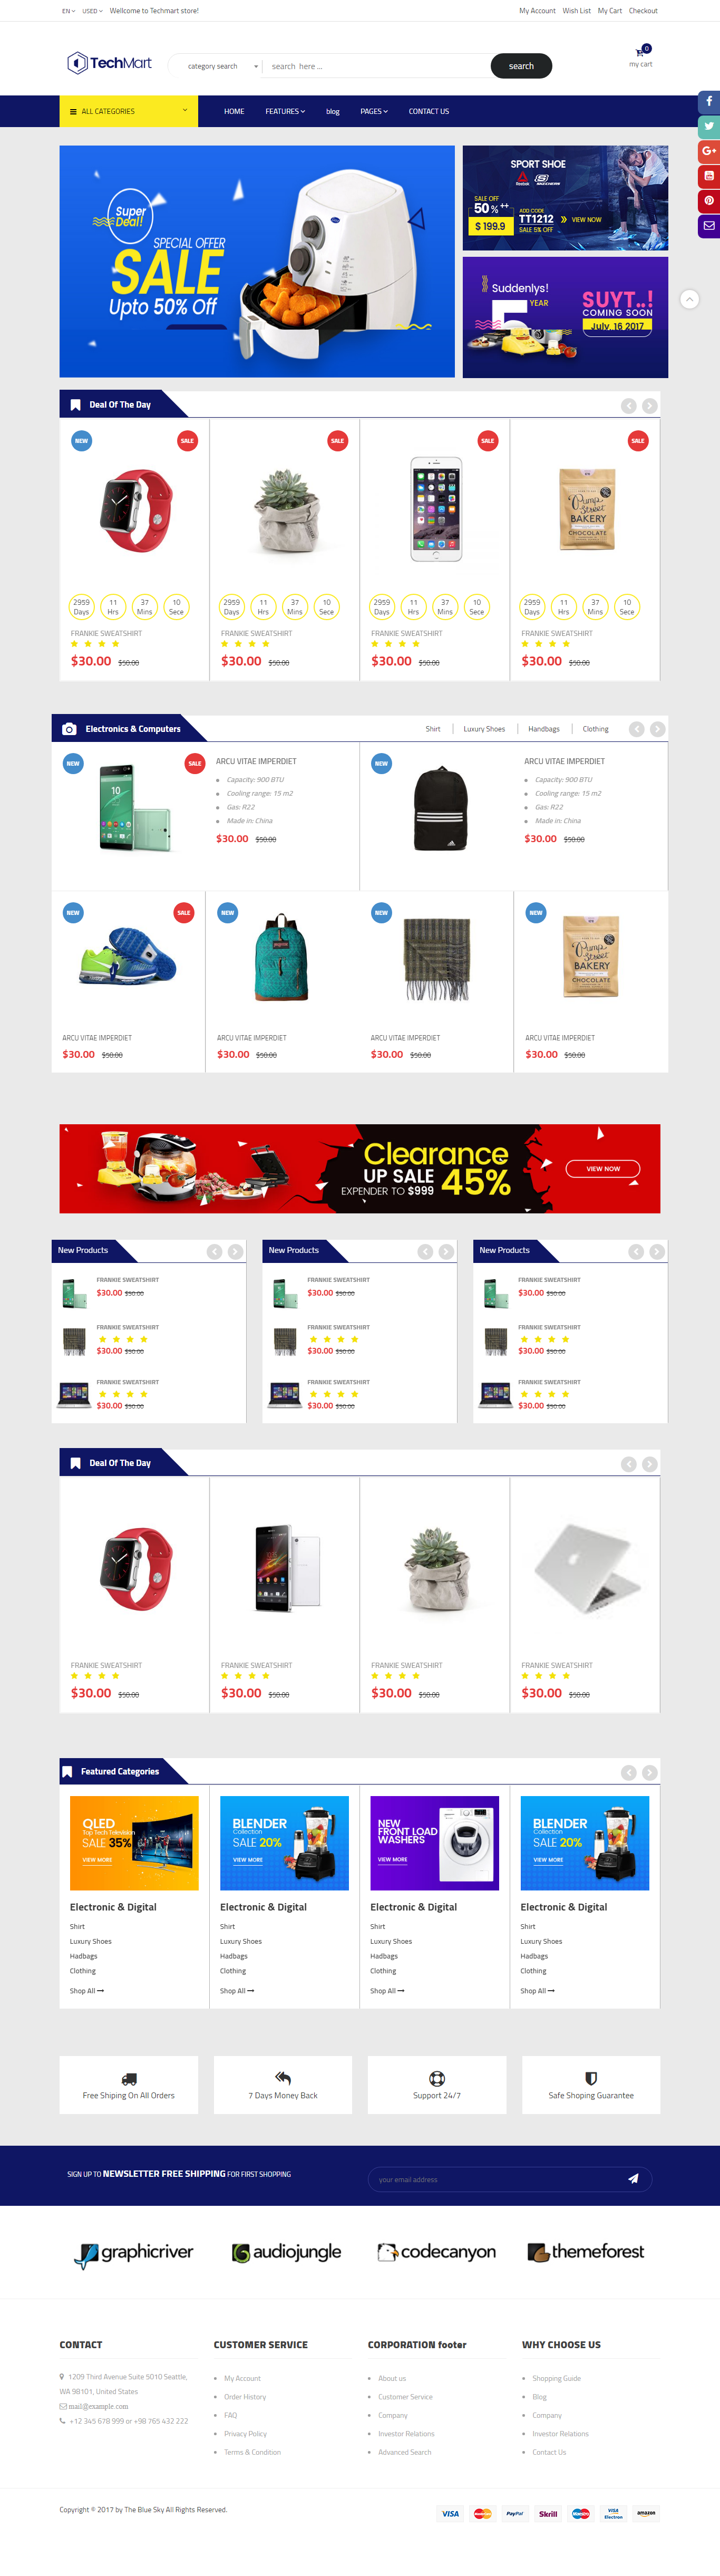 EN USED Wellcome to Techmart store! My Account Wish List My Cart Checkout
TechMart
category search search here ... search
0
my cart
ALL CATEGORIES HOME FEATURES blog PAGES CONTACT US
Super
Deal!
SPECIAL OFFER
SALE
Upto 50% Off
SPORT SHOE
Reebok SKECHERS
SALE OFF
50 % ++
$ 199.9
ADD CODE
TT1212
SALE 5% OFF
VIEW NOW
Suddenlys!
5 YEAR
SUYT..!
COMING SOON
July, 16 2017
Deal Of The Day
NEW SALE SALE SALE SALE
Pump
Street
BAKERY
CHOCOLATE
2959 Days 11 Hrs 37 Mins 10 Sece
2959 Days 11 Hrs 37 Mins 10 Sece
2959 Days 11 Hrs 37 Mins 10 Sece
2959 Days 11 Hrs 37 Mins 10 Sece
FRANKIE SWEATSHIRT FRANKIE SWEATSHIRT FRANKIE SWEATSHIRT FRANKIE SWEATSHIRT
$30.00 $50.00 $30.00 $50.00 $30.00 $50.00 $30.00 $50.00
Electronics & Computers Shirt Luxury Shoes Handbags Clothing
NEW SALE
ARCU VITAE IMPERDIET
Capacity: 900 BTU
Cooling range: 15 m2
Gas: R22
Made in: China
$30.00 $50.00
NEW
adidas
ARCU VITAE IMPERDIET
Capacity: 900 BTU
Cooling range: 15 m2
Gas: R22
Made in: China
$30.00 $50.00
NEW SALE NEW NEW NEW
Pump
Street
BAKERY
CHOCOLATE
ARCU VITAE IMPERDIET ARCU VITAE IMPERDIET ARCU VITAE IMPERDIET ARCU VITAE IMPERDIET
$30.00 $50.00 $30.00 $50.00 $30.00 $50.00 $30.00 $50.00
Clearance
UP SALE
EXPENDER TO $999
45%
VIEW NOW
New Products
FRANKIE SWEATSHIRT
$30.00 $50.00
FRANKIE SWEATSHIRT
$30.00 $50.00
FRANKIE SWEATSHIRT
$30.00 $50.00
New Products
FRANKIE SWEATSHIRT
$30.00 $50.00
FRANKIE SWEATSHIRT
$30.00 $50.00
FRANKIE SWEATSHIRT
$30.00 $50.00
New Products
FRANKIE SWEATSHIRT
$30.00 $50.00
FRANKIE SWEATSHIRT
$30.00 $50.00
FRANKIE SWEATSHIRT
$30.00 $50.00
Deal Of The Day
FRANKIE SWEATSHIRT FRANKIE SWEATSHIRT FRANKIE SWEATSHIRT FRANKIE SWEATSHIRT
$30.00 $50.00 $30.00 $50.00 $30.00 $50.00 $30.00 $50.00
Featured Categories
QLED
Top Tech Television
SALE 35%
VIEW MORE
Electronic & Digital
Shirt
Luxury Shoes
Hadbags
Clothing
Shop All
BLENDER
Collection
SALE 20%
VIEW MORE
Electronic & Digital
Shirt
Luxury Shoes
Hadbags
Clothing
Shop All
NEW
FRONT LOAD
WASHERS
VIEW MORE
Electronic & Digital
Shirt
Luxury Shoes
Hadbags
Clothing
Shop All
BLENDER
Collection
SALE 20%
VIEW MORE
Electronic & Digital
Shirt
Luxury Shoes
Hadbags
Clothing
Shop All
Free Shiping On All Orders 7 Days Money Back Support 24/7 Safe Shoping Guarantee
SIGN UP TO NEWSLETTER FREE SHIPPING FOR FIRST SHOPPING
your email address
graphicriver audiojungle codecanyon themeforest
CONTACT
1209 Third Avenue Suite 5010 Seattle,
WA 98101, United States
mail@example.com
+12 345 678 999 or +98 765 432 222
CUSTOMER SERVICE
My Account
Order History
FAQ
Privacy Policy
Terms & Condition
CORPORATION footer
About us
Customer Service
Company
Investor Relations
Advanced Search
WHY CHOOSE US
Shopping Guide
Blog
Company
Investor Relations
Contact Us
Copyright © 2017 by The Blue Sky All Rights Reserved.
VISA MasterCard PayPal Skrill Maestro VISA Electron amazon